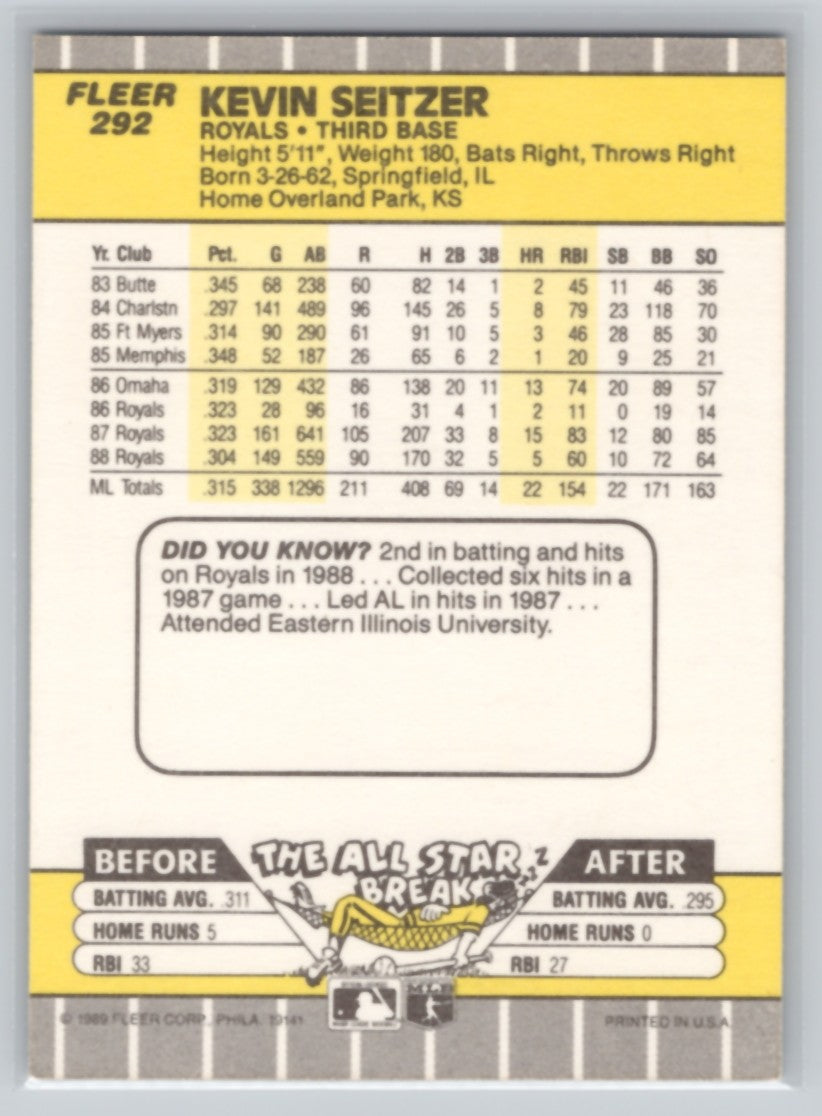 FLEER
292
KEVIN SEITZER
ROYALS • THIRD BASE
Height 5'11", Weight 180, Bats Right, Throws Right
Born 3-26-62, Springfield, IL
Home Overland Park, KS
Yr. Club Pct. G AB R H 2B 3B HR RBI SB BB SO
83 Butte .345 68 238 60 82 14 1 2 45 11 46 36
84 Charlstn .297 141 489 96 145 26 5 8 79 23 118 70
85 Ft Myers .314 90 290 61 91 10 5 3 46 28 85 30
85 Memphis .348 52 187 26 65 6 2 1 20 9 25 21
86 Omaha .319 129 432 86 138 20 11 13 74 20 89 57
86 Royals .323 28 96 16 31 4 1 2 11 0 19 14
87 Royals .323 161 641 105 207 33 8 15 83 12 80 85
88 Royals .304 149 559 90 170 32 5 5 60 10 72 64
ML Totals .315 338 1296 211 408 69 14 22 154 22 171 163
DID YOU KNOW? 2nd in batting and hits
on Royals in 1988 . . . Collected six hits in a
1987 game . . . Led AL in hits in 1987 . . .
Attended Eastern Illinois University.
THE ALL STAR
BREAK
Z-Z Z
BEFORE
BATTING AVG. .311
HOME RUNS 5
RBI 33
AFTER
BATTING AVG. .295
HOME RUNS 0
RBI 27
MLB
© 1989 FLEER CORP., PHILA. 19141
PRINTED IN U.S.A.